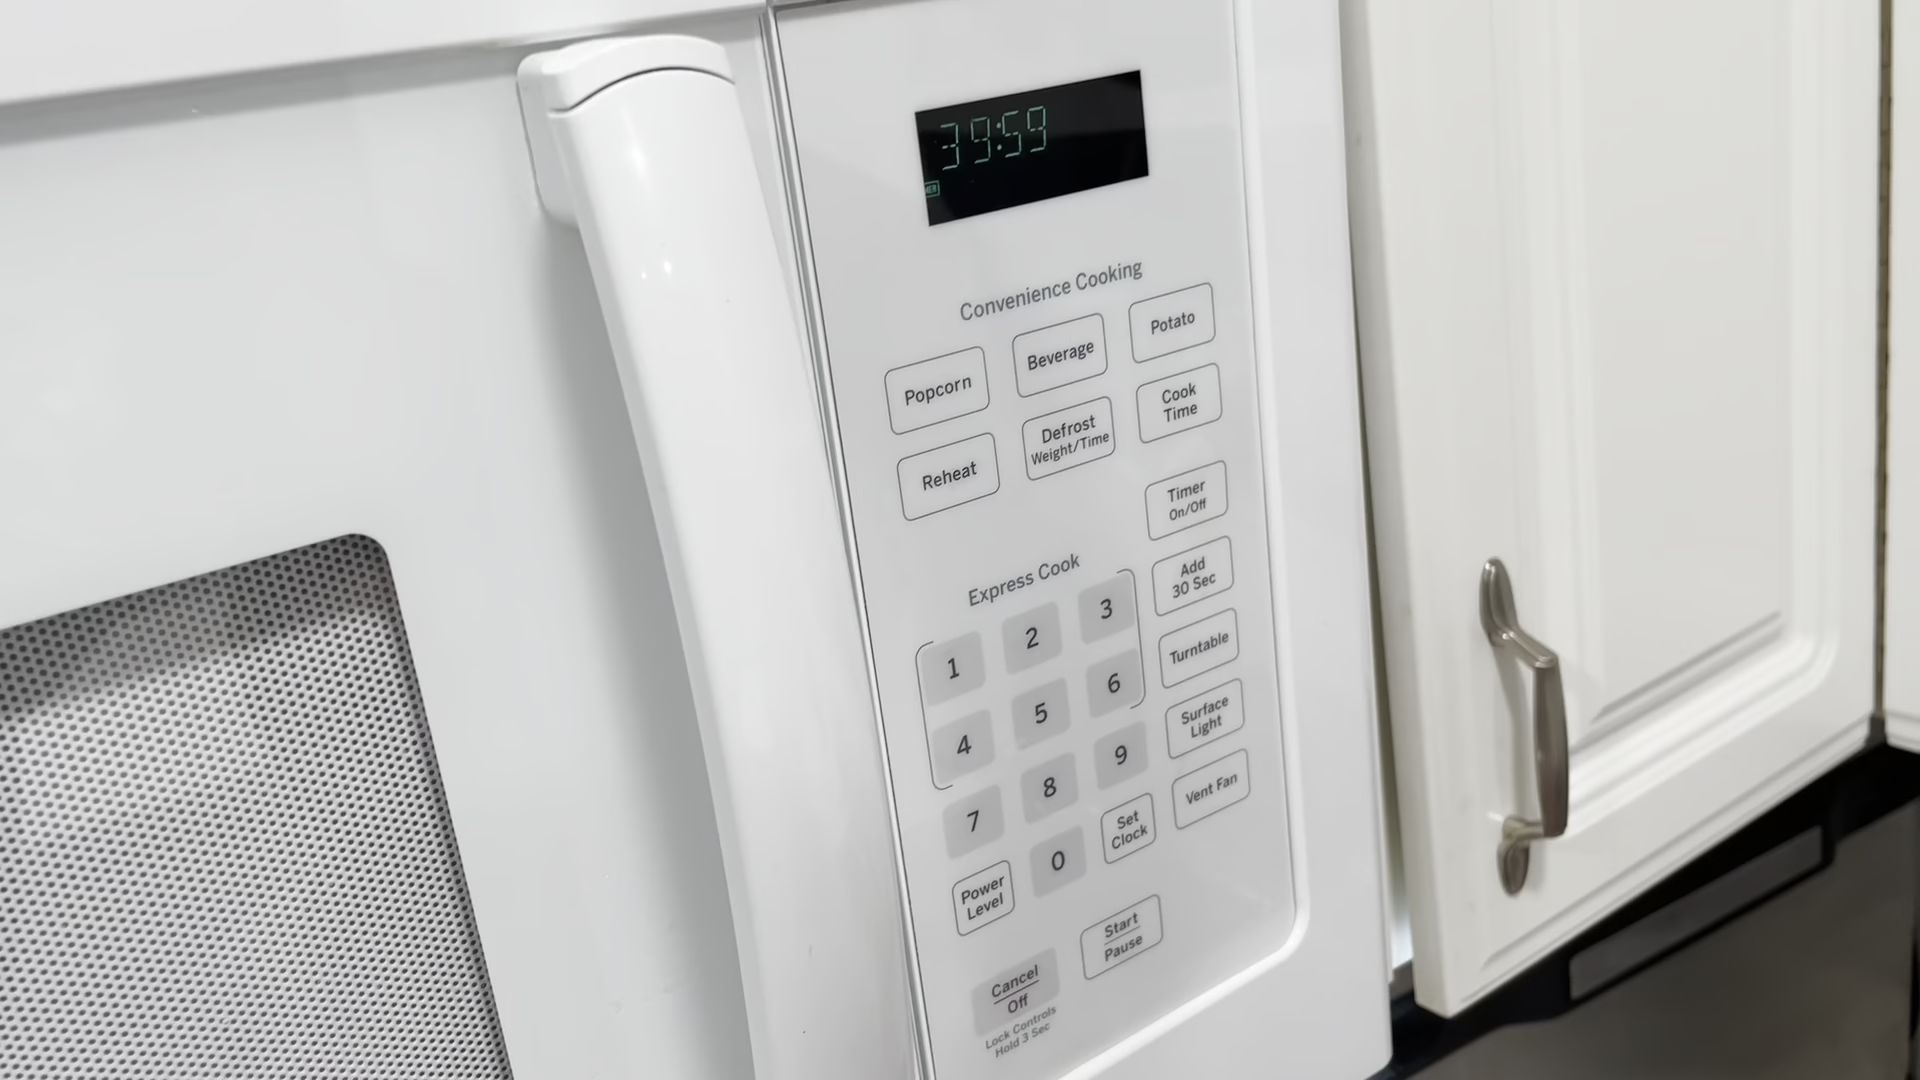 39:59
Convenience Cooking
Popcorn
Beverage
Potato
Reheat
Defrost
Weight/Time
Cook
Time
Timer
On/Off
Express Cook
Add
30 Sec
1
2
3
Turntable
4
5
6
Surface
Light
7
8
9
Vent Fan
Power
Level
0
Set
Clock
Cancel
Off
Start
Pause
Lock Controls
Hold 3 Sec